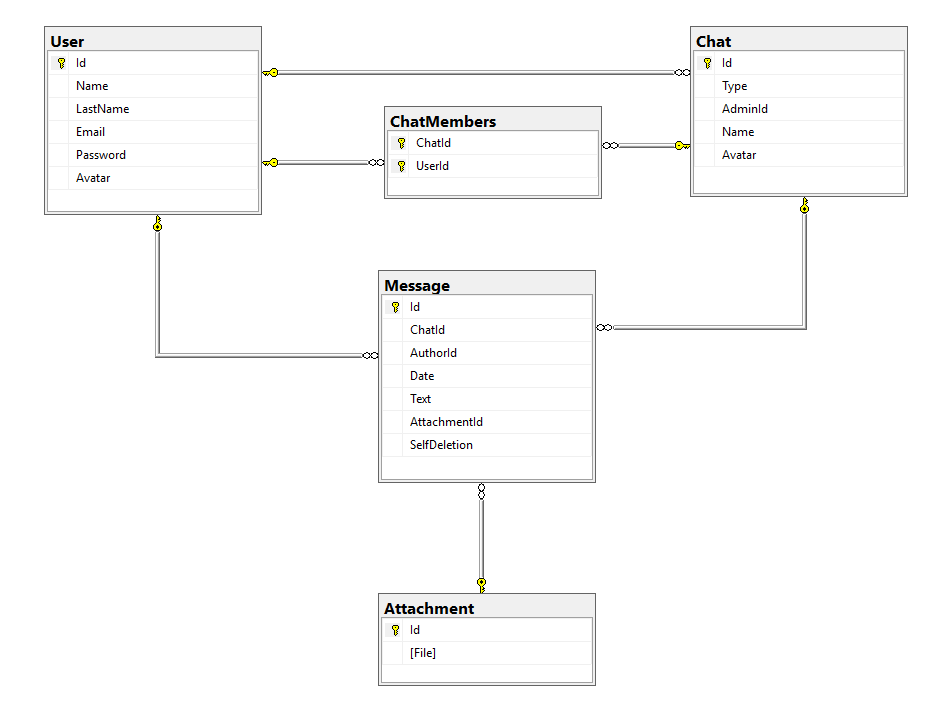 User
Id
Name
LastName
Email
Password
Avatar
Chat
Id
Type
AdminId
Name
Avatar
ChatMembers
ChatId
UserId
Message
Id
ChatId
AuthorId
Date
Text
AttachmentId
SelfDeletion
Attachment
Id
[File]